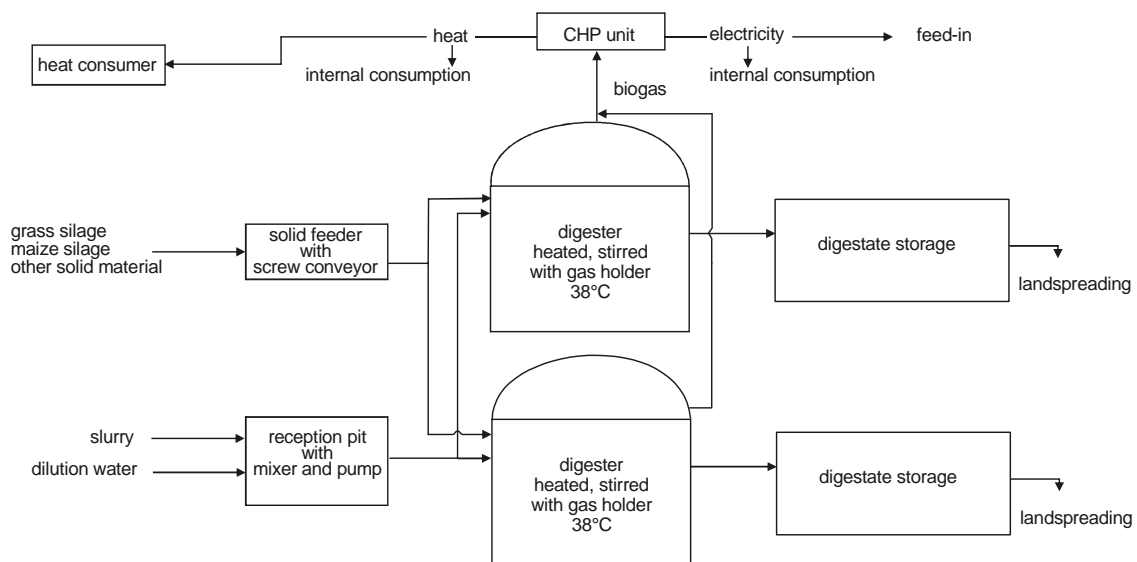 heat
CHP unit
electricity
feed-in
heat consumer
internal consumption
internal consumption
biogas
grass silage
maize silage
other solid material
solid feeder
with
screw conveyor
digester
heated, stirred
with gas holder
38°C
digestate storage
landspreading
slurry
dilution water
reception pit
with
mixer and pump
digester
heated, stirred
with gas holder
38°C
digestate storage
landspreading